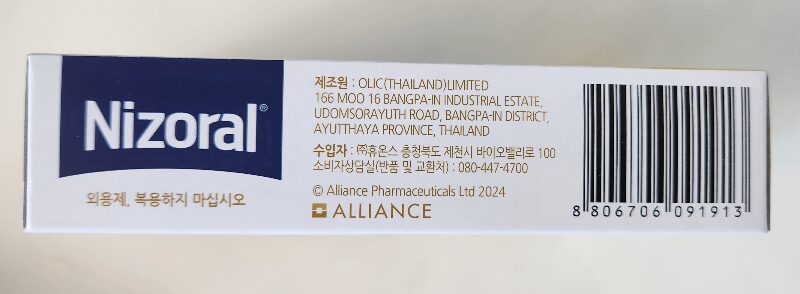 Nizoral®
외용제, 복용하지 마십시오
제조원 : OLIC(THAILAND)LIMITED
166 MOO 16 BANGPA-IN INDUSTRIAL ESTATE,
UDOMSORAYUTH ROAD, BANGPA-IN DISTRICT,
AYUTTHAYA PROVINCE, THAILAND
수입자 : ㈜휴온스 충청북도 제천시 바이오밸리로 100
소비자상담실(반품 및 교환처) : 080-447-4700
© Alliance Pharmaceuticals Ltd 2024
ALLIANCE
8 806706 091913